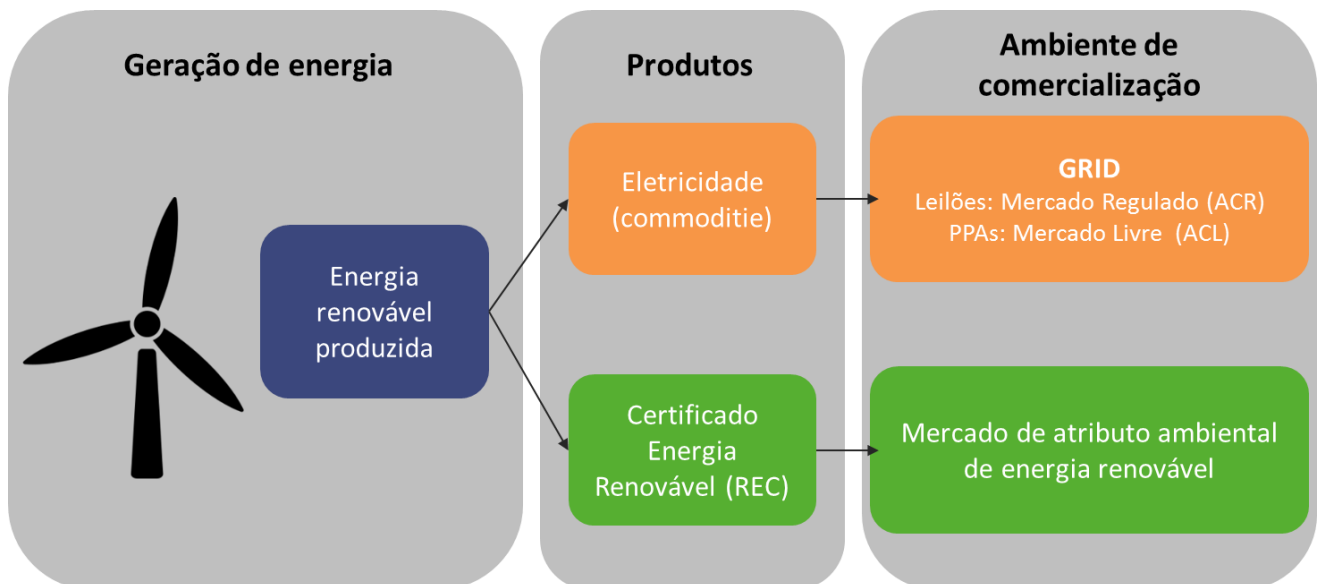 Geração de energia
Produtos
Ambiente de
comercialização
Energia
renovável
produzida
Eletricidade
(commoditie)
GRID
Leilões: Mercado Regulado (ACR)
PPAs: Mercado Livre (ACL)
Certificado
Energia
Renovável (REC)
Mercado de atributo ambiental
de energia renovável